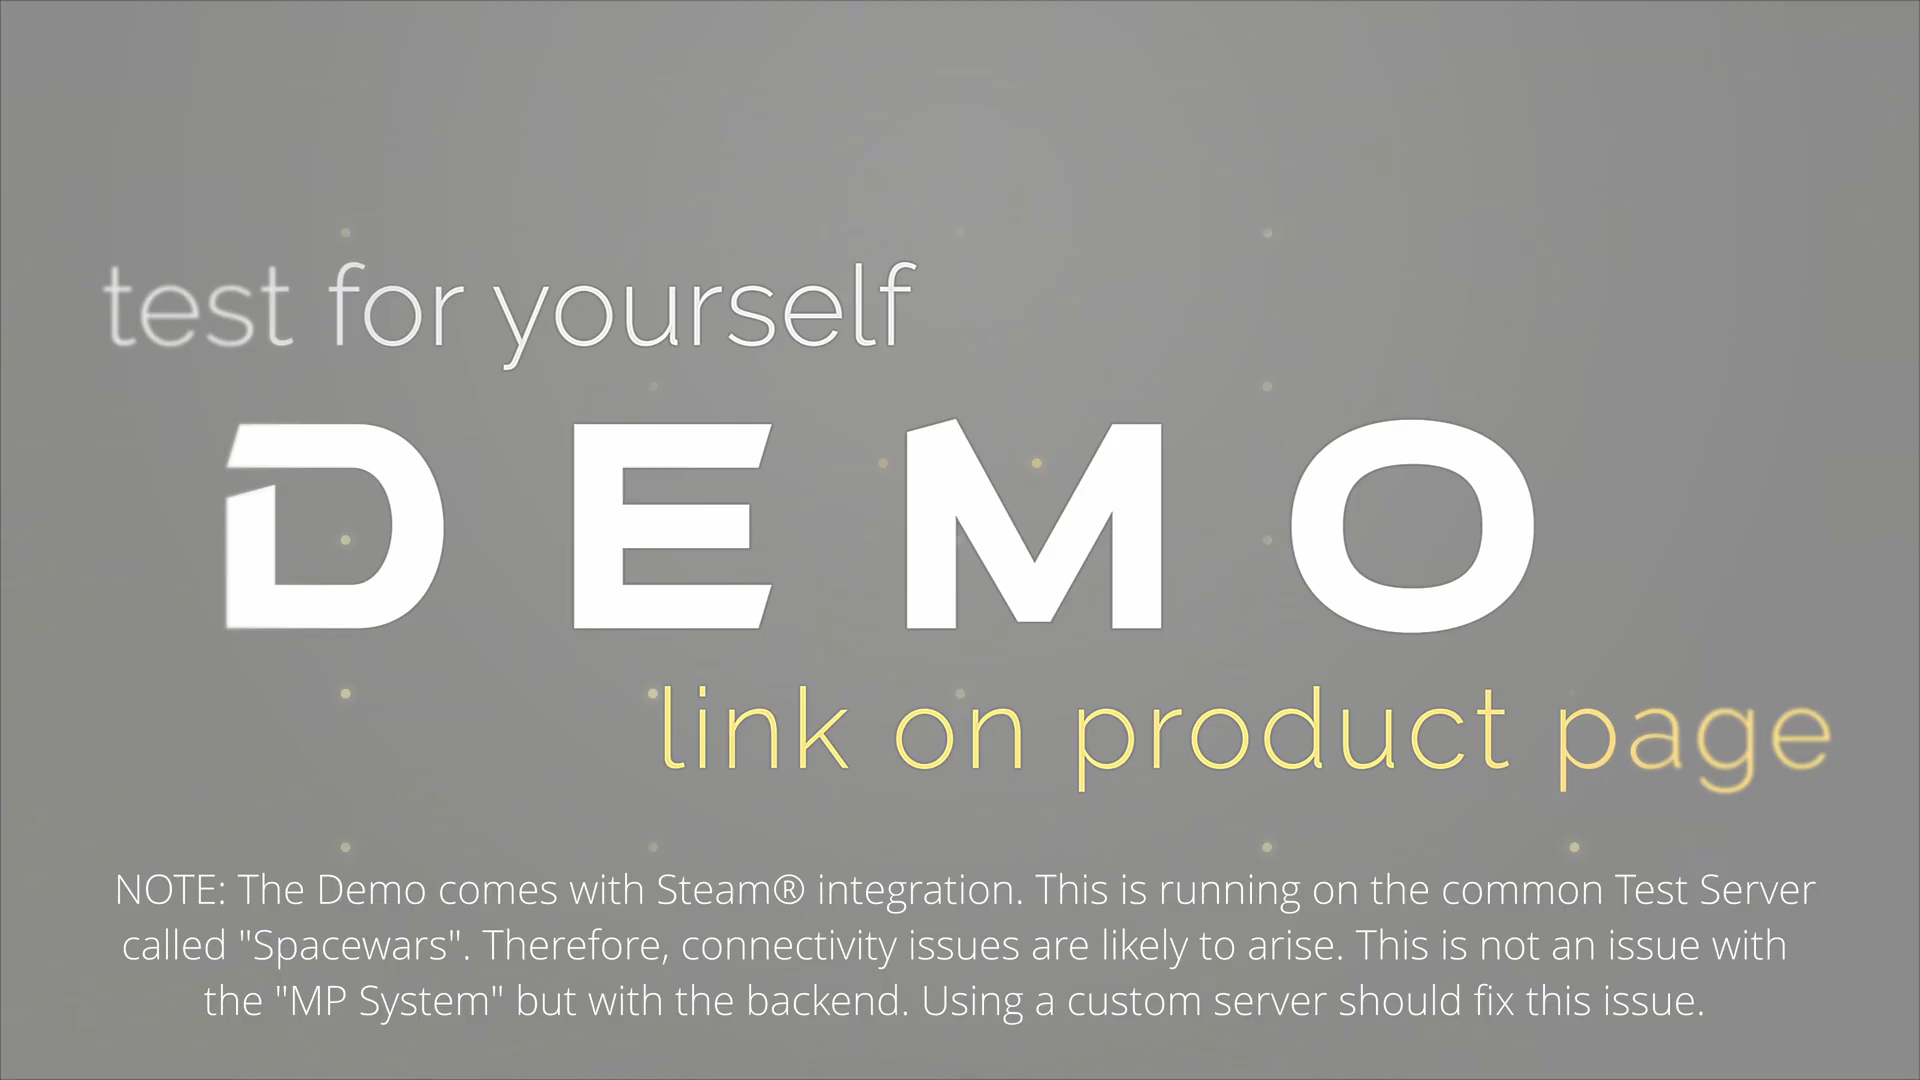 test for yourself
DEMO
link on product page
NOTE: The Demo comes with Steam® integration. This is running on the common Test Server
called "Spacewars". Therefore, connectivity issues are likely to arise. This is not an issue with
the "MP System" but with the backend. Using a custom server should fix this issue.